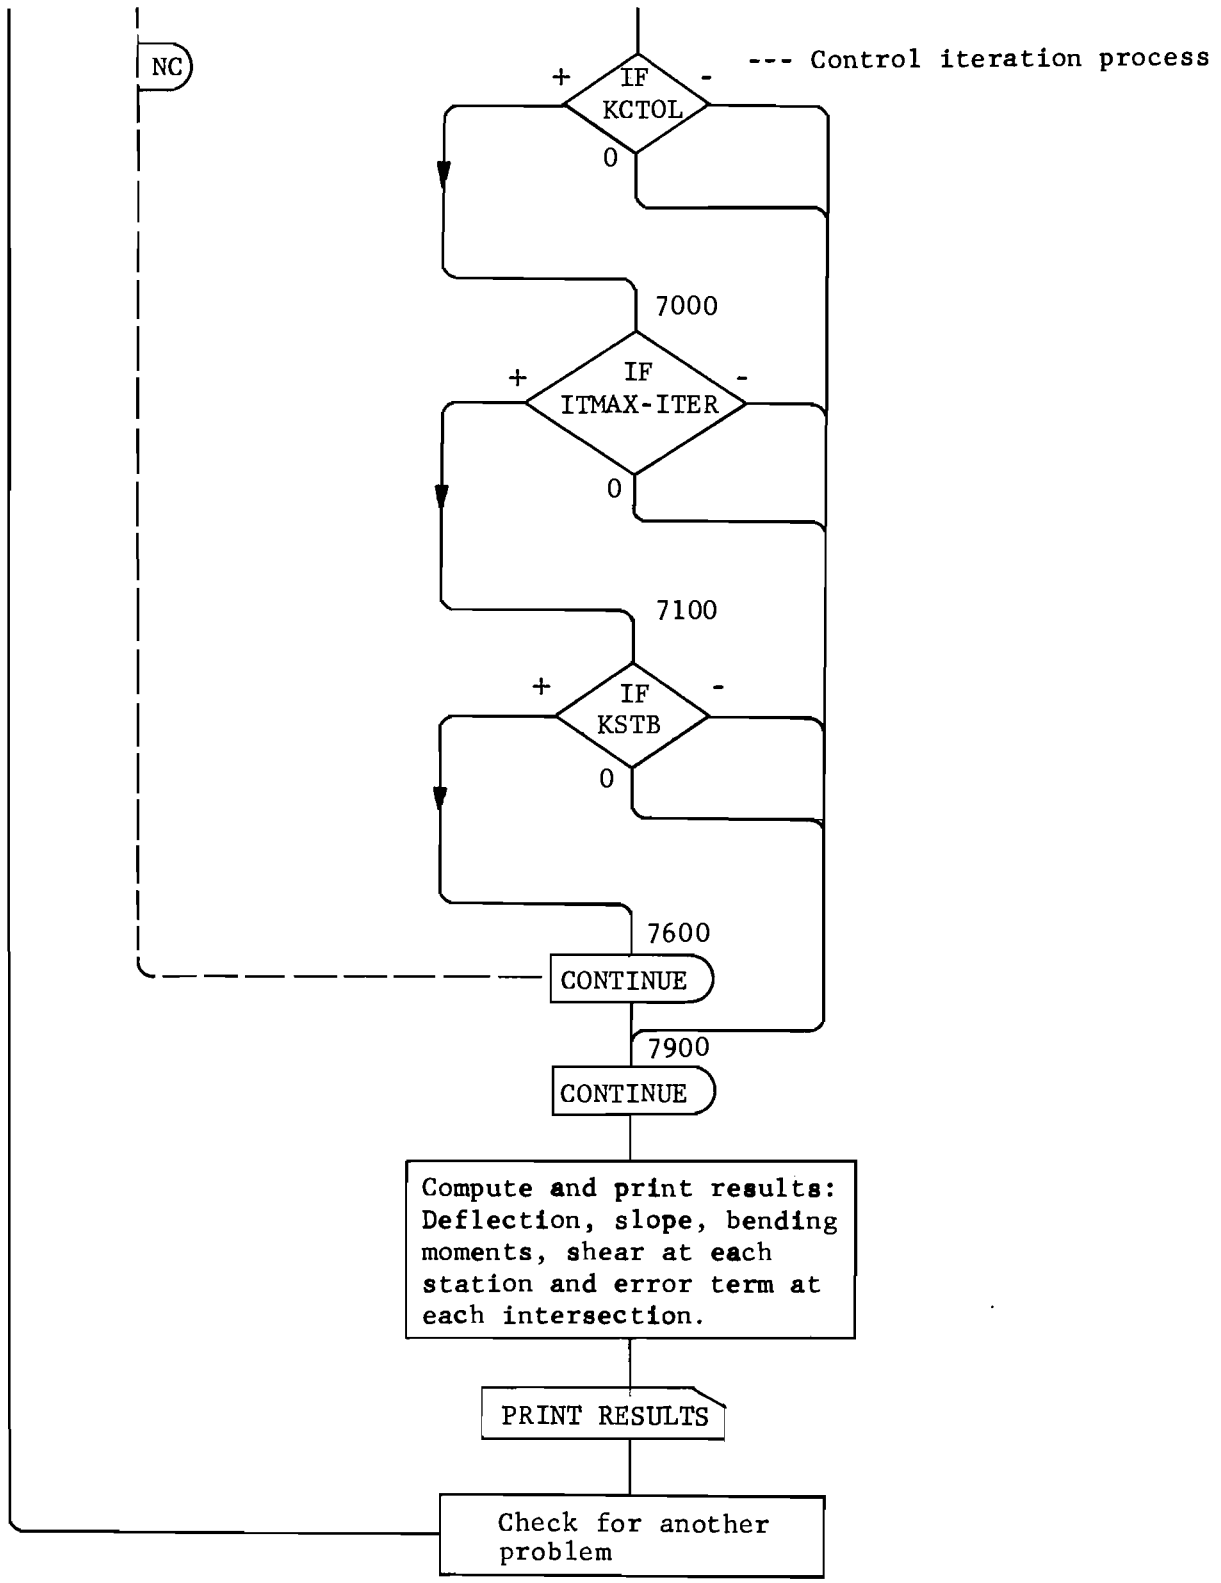 NC
--- Control iteration process
+ IF -
KCTOL
0
7000
+ IF -
ITMAX-ITER
0
7100
+ IF -
KSTB
0
7600
CONTINUE
7900
CONTINUE
Compute and print results:
Deflection, slope, bending
moments, shear at each
station and error term at
each intersection.
PRINT RESULTS
Check for another
problem